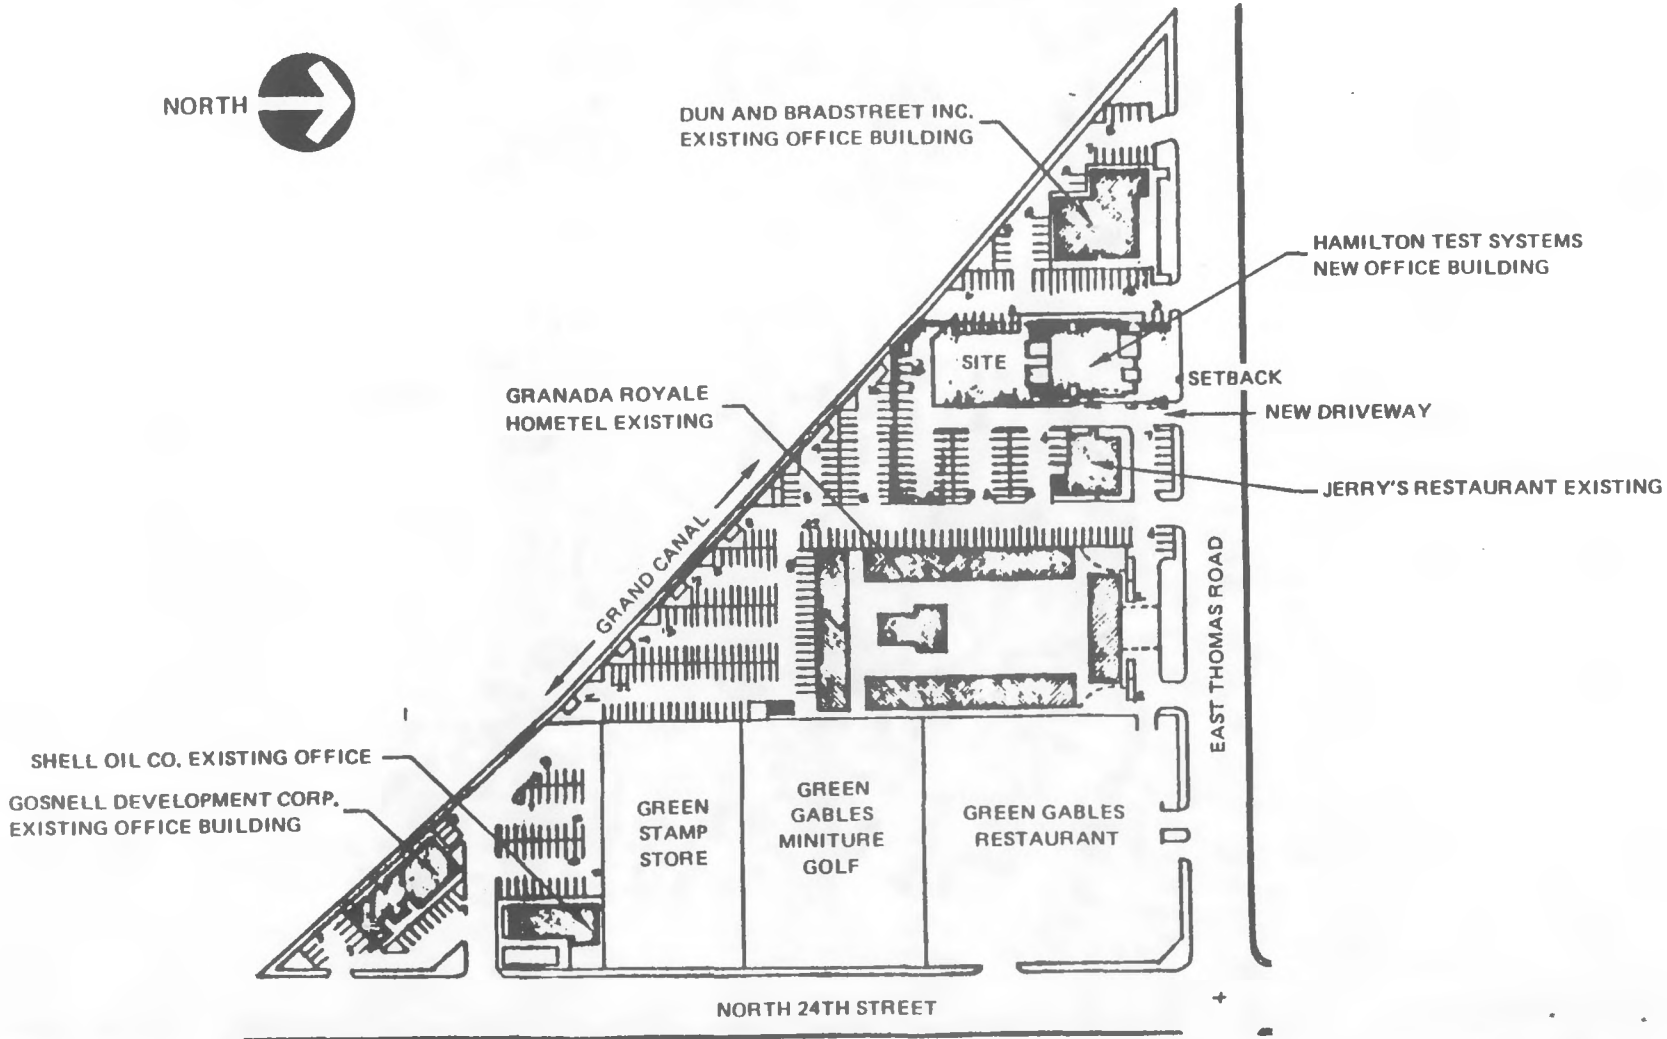 NORTH
DUN AND BRADSTREET INC.
EXISTING OFFICE BUILDING
HAMILTON TEST SYSTEMS
NEW OFFICE BUILDING
SITE
SETBACK
NEW DRIVEWAY
GRANADA ROYALE
HOMETEL EXISTING
JERRY'S RESTAURANT EXISTING
GRAND CANAL
EAST THOMAS ROAD
SHELL OIL CO. EXISTING OFFICE
GOSNELL DEVELOPMENT CORP.
EXISTING OFFICE BUILDING
GREEN
STAMP
STORE
GREEN
GABLES
MINITURE
GOLF
GREEN GABLES
RESTAURANT
NORTH 24TH STREET